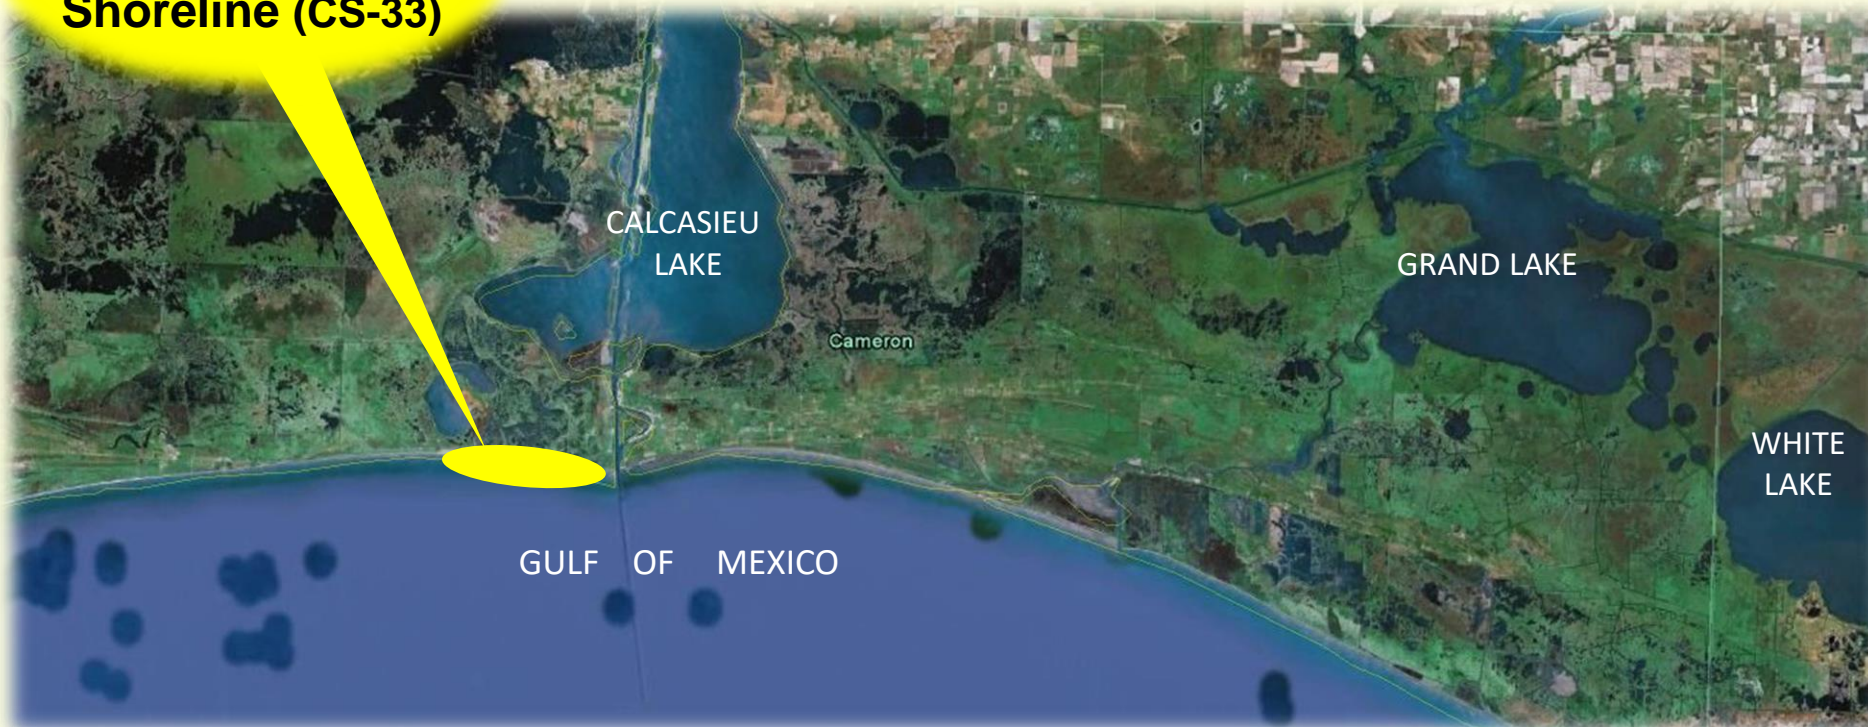 Shoreline (CS-33)
CALCASIEU
LAKE
GRAND LAKE
Cameron
WHITE
LAKE
GULF OF MEXICO